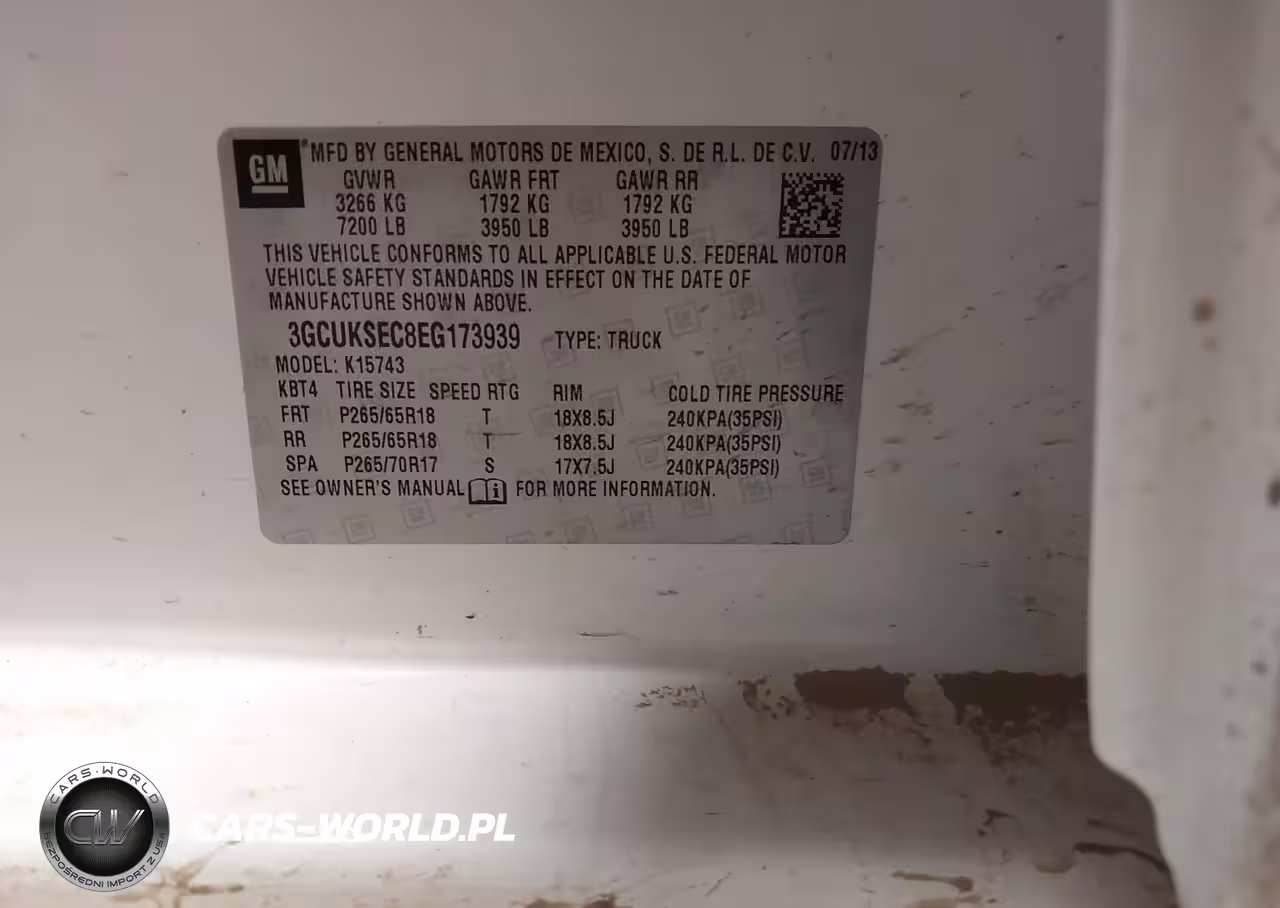 GM
MFD BY GENERAL MOTORS DE MEXICO, S. DE R.L. DE C.V. 07/13
GVWR GAWR FRT GAWR RR
3266 KG 1792 KG 1792 KG
7200 LB 3950 LB 3950 LB
THIS VEHICLE CONFORMS TO ALL APPLICABLE U.S. FEDERAL MOTOR
VEHICLE SAFETY STANDARDS IN EFFECT ON THE DATE OF
MANUFACTURE SHOWN ABOVE.
3GCUKSEC8EG173939 TYPE: TRUCK
MODEL: K15743
KBT4 TIRE SIZE SPEED RTG RIM COLD TIRE PRESSURE
FRT P265/65R18 T 18X8.5J 240KPA(35PSI)
RR P265/65R18 T 18X8.5J 240KPA(35PSI)
SPA P265/70R17 S 17X7.5J 240KPA(35PSI)
SEE OWNER'S MANUAL FOR MORE INFORMATION.
CARS-WORLD
CW
BEZPOŚREDNI IMPORT Z USA
CARS-WORLD.PL